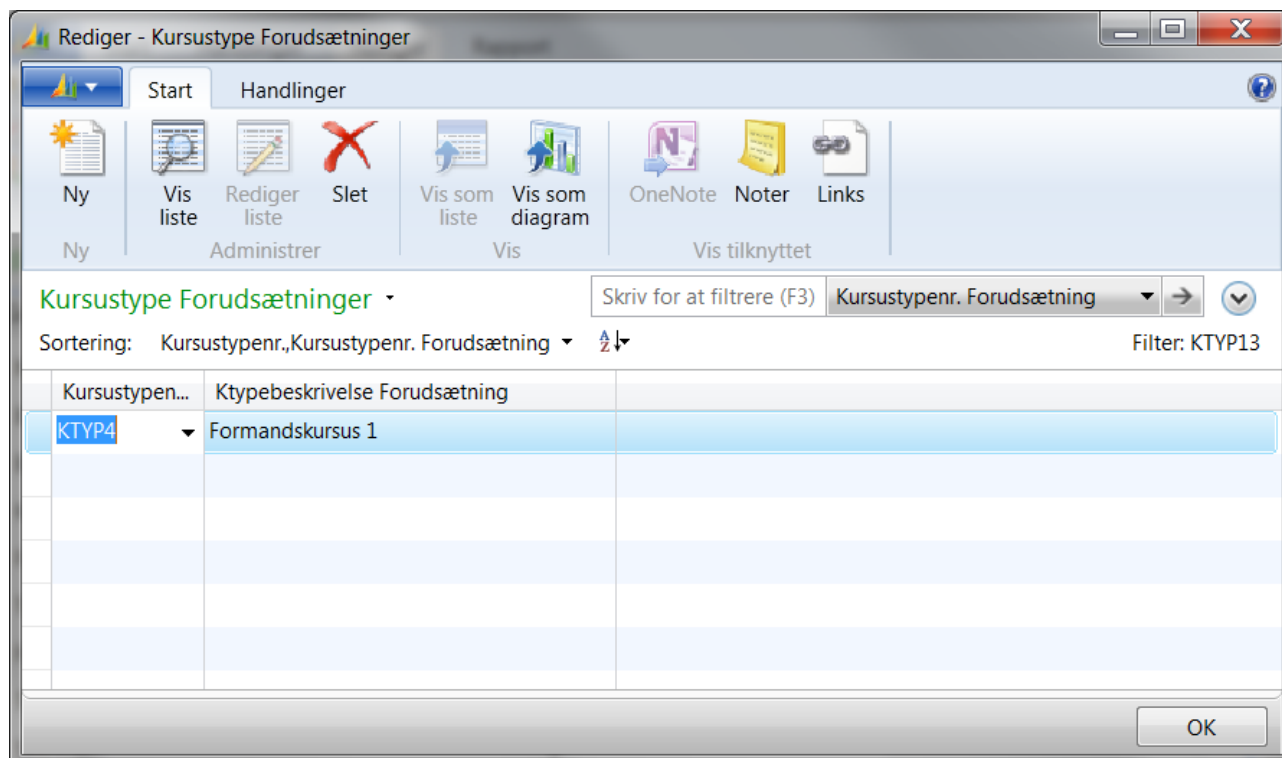 Rediger - Kursustype Forudsætninger
Start Handlinger
Ny Vis liste Rediger liste Slet Vis som liste Vis som diagram OneNote Noter Links
Ny Administrer Vis Vis tilknyttet
Kursustype Forudsætninger Skriv for at filtrere (F3) Kursustypenr. Forudsætning
Sortering: Kursustypenr.,Kursustypenr. Forudsætning Filter: KTYP13
Kursustypen... Ktypebeskrivelse Forudsætning
KTYP4 Formandskursus 1
OK